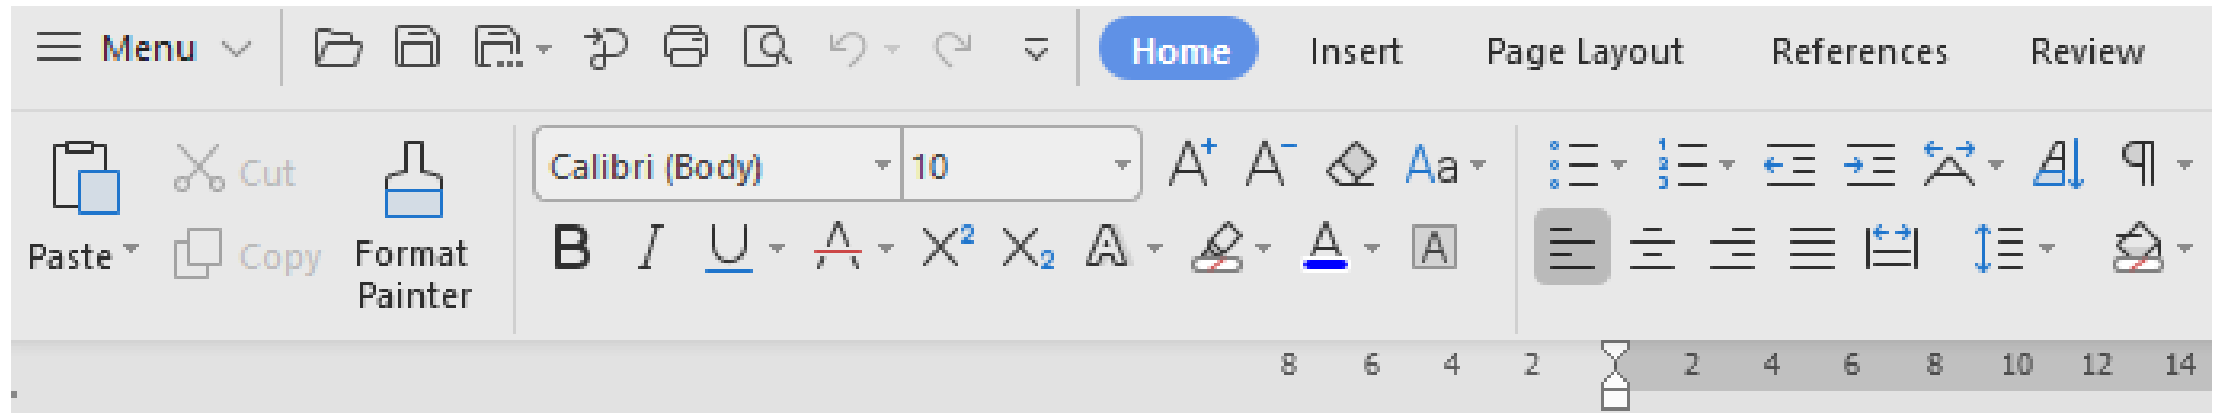 Menu Home Insert Page Layout References Review
Cut Calibri (Body) 10 A+ A- Aa
Paste Copy Format Painter B I U A X² X₂ A A A
8 6 4 2 2 4 6 8 10 12 14